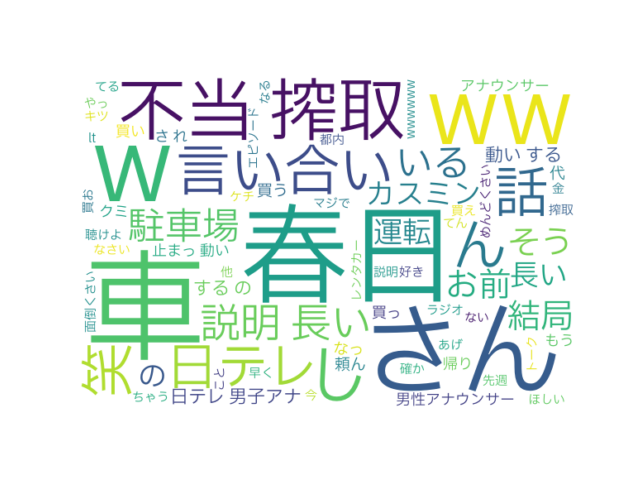 てる
やっ
キツ
lt
買い
され
不当 搾取
エピソード
なる
都内
wwwwww
アナウンサー
ww
w
言い合い
いる
動い する
代
金
めんどくさい
話
搾取
買お
クミ
ケチ
買う
マジで
カスミン
買え
てん
聴けよ
駐車場
春日
運転
ん
そう
なさい
止まっ 動い
他
レンタカー
説明
好き
お前
長い
面倒くさい
車
する の
説明 長い
さん
買っ
ラジオ
ない
結局
笑
の
日テレ
し
なっ
頼ん
あげ
もう
トーク
こと
早く
確か
帰り
先週
ちゃう
日テレ 男子アナ
今
男性アナウンサー
ほしい